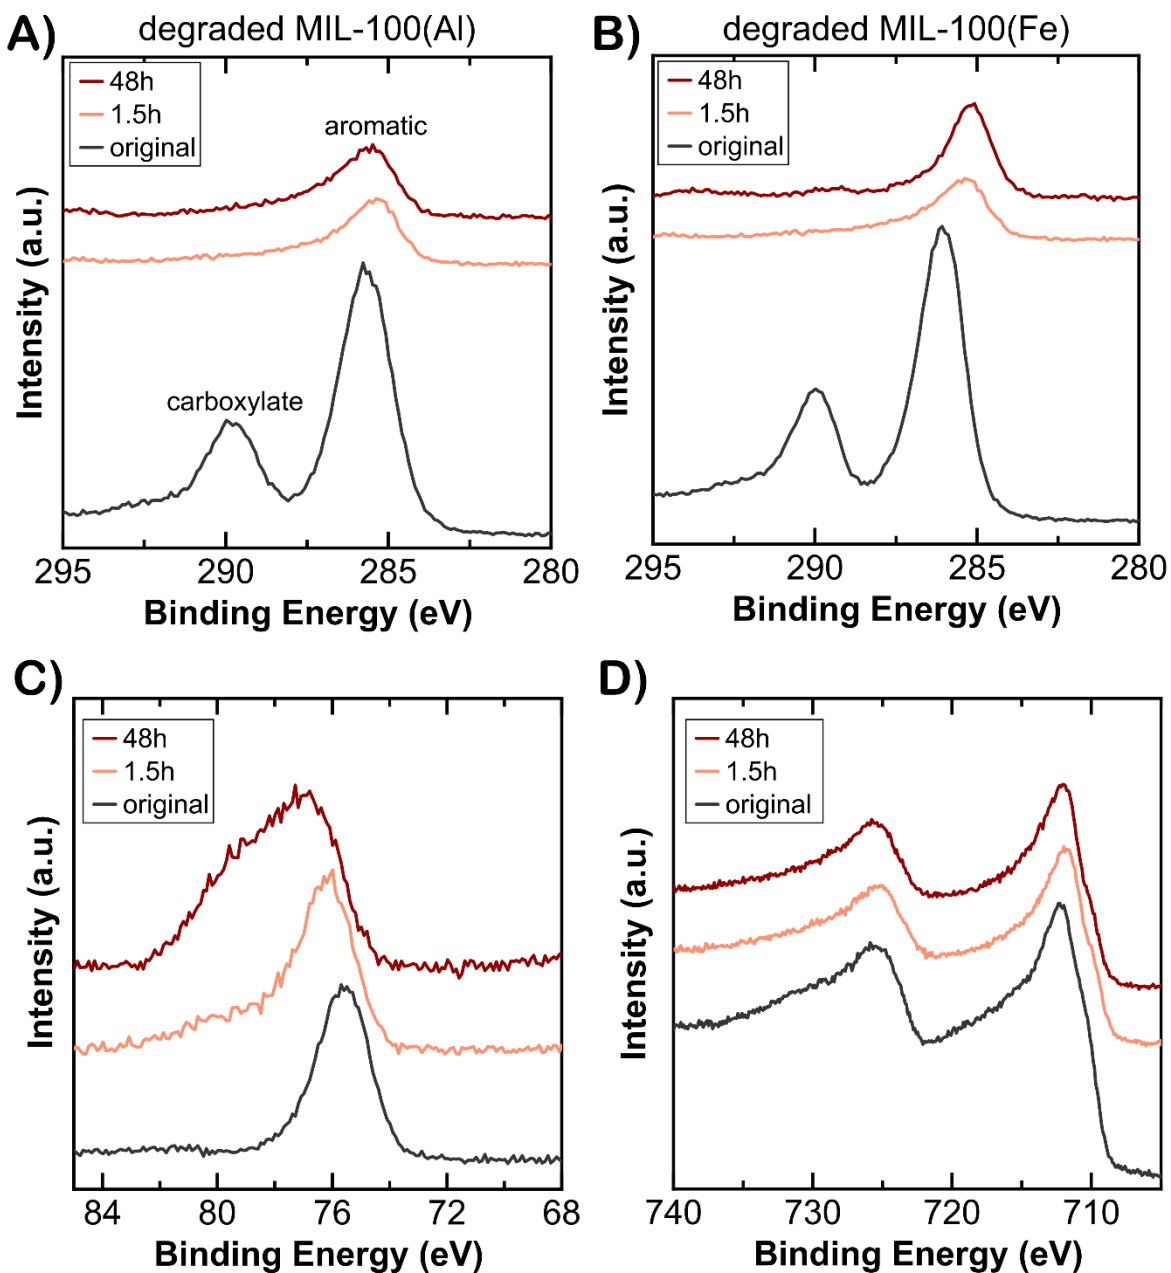 A) degraded MIL-100(Al)
48h
1.5h
original
aromatic
carboxylate
Intensity (a.u.)
295 290 285 280
Binding Energy (eV)
B) degraded MIL-100(Fe)
48h
1.5h
original
Intensity (a.u.)
295 290 285 280
Binding Energy (eV)
C)
48h
1.5h
original
Intensity (a.u.)
84 80 76 72 68
Binding Energy (eV)
D)
48h
1.5h
original
Intensity (a.u.)
740 730 720 710
Binding Energy (eV)